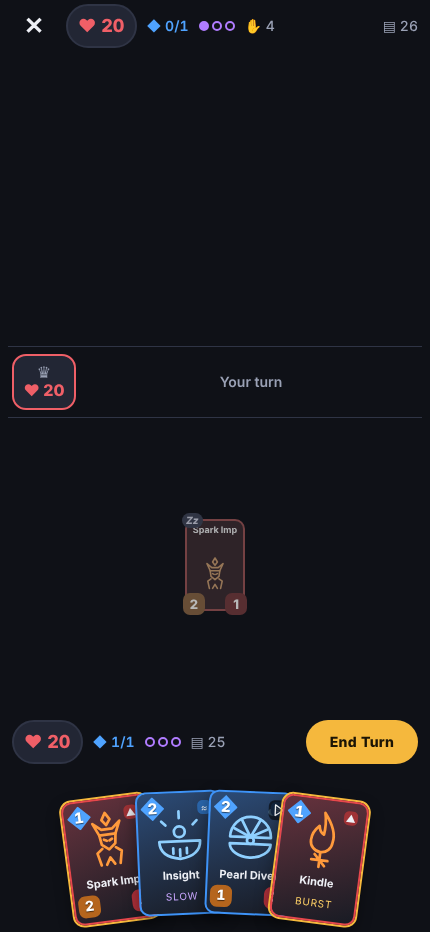 20 0/1 4 26
20
Your turn
Zz
Spark Imp
2 1
20 1/1 25 End Turn
1 2 2 1
Spark Imp Insight Pearl Dive Kindle
2 SLOW 1 BURST